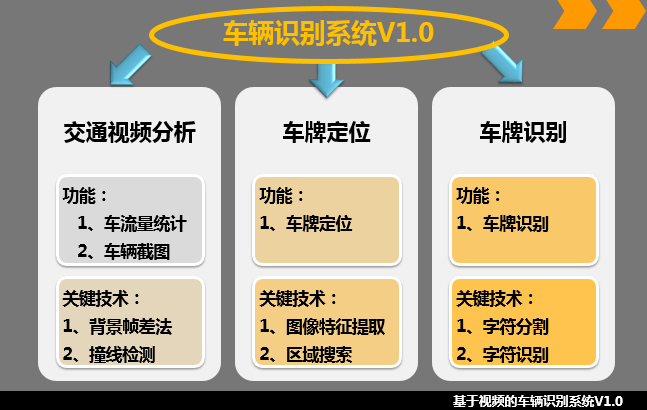 车辆识别系统V1.0
交通视频分析
功能：
1、车流量统计
2、车辆截图
关键技术：
1、背景帧差法
2、撞线检测
车牌定位
功能：
1、车牌定位
关键技术：
1、图像特征提取
2、区域搜索
车牌识别
功能：
1、车牌识别
关键技术：
1、字符分割
2、字符识别
基于视频的车辆识别系统V1.0